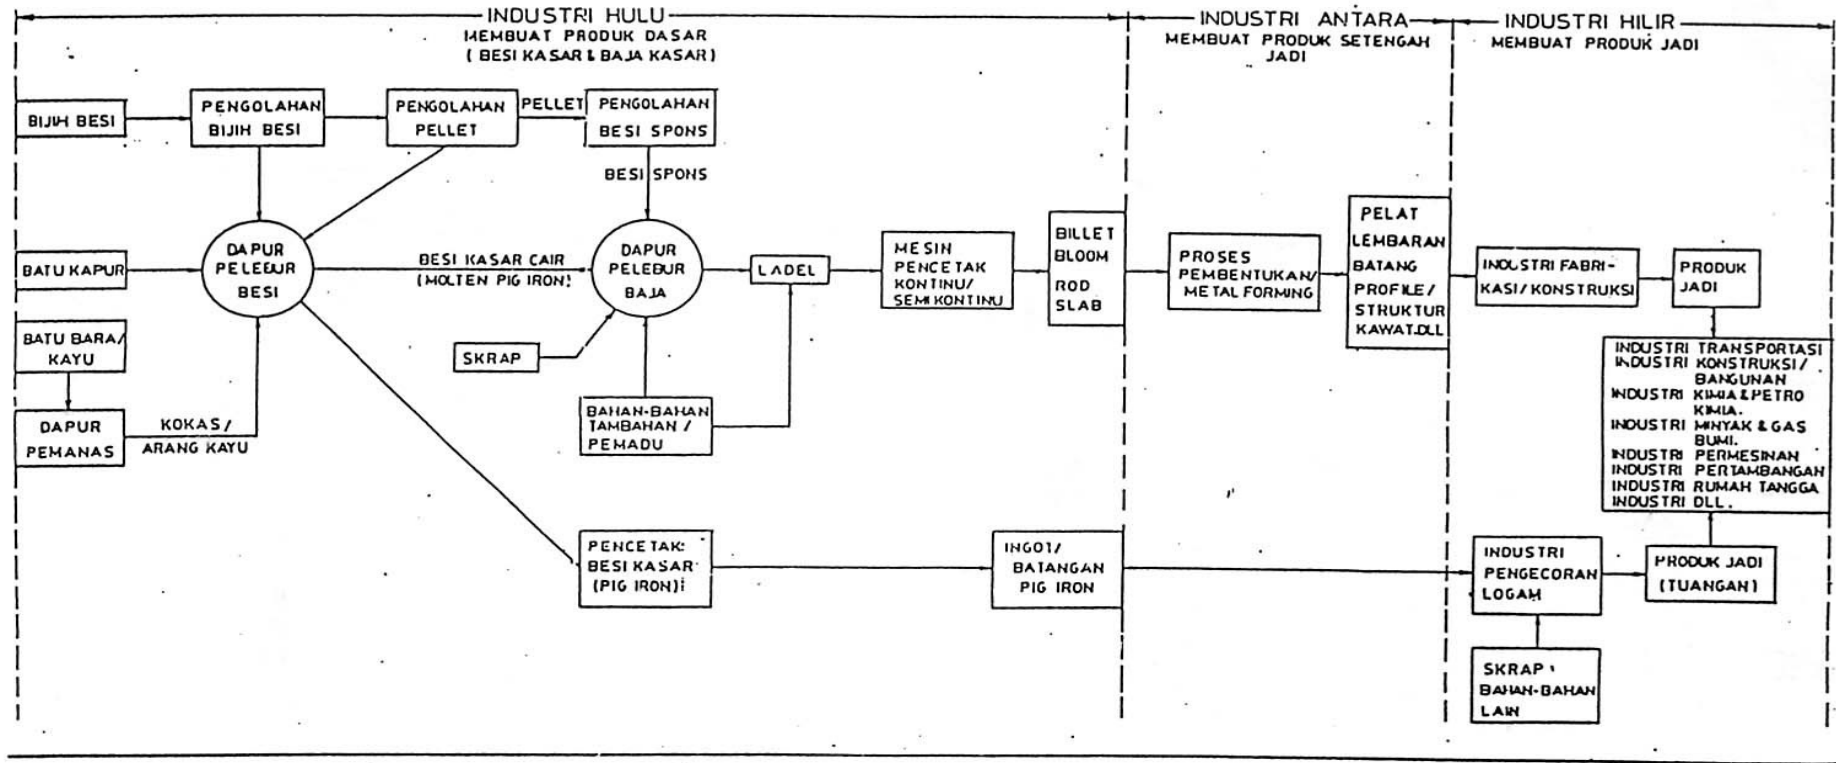 INDUSTRI HULU
MEMBUAT PRODUK DASAR
( BESI KASAR & BAJA KASAR )
INDUSTRI ANTARA
MEMBUAT PRODUK SETENGAH
JADI
INDUSTRI HILIR
MEMBUAT PRODUK JADI
BIJIH BESI
PENGOLAHAN
BIJIH BESI
PENGOLAHAN
PELLET
PELLET
PENGOLAHAN
BESI SPONS
BESI SPONS
BATU KAPUR
DAPUR
PELEBUR
BESI
BESI KASAR CAIR
(MOLTEN PIG IRON)
DAPUR
PELEBUR
BAJA
LADEL
MESIN
PENCETAK
KONTINU/
SEMI KONTINU
BILLET
BLOOM
ROD
SLAB
PROSES
PEMBENTUKAN/
METAL FORMING
PELAT
LEMBARAN
BATANG
PROFILE/
STRUKTUR
KAWAT.DLL
INDUSTRI FABRI-
KASI/KONSTRUKSI
PRODUK
JADI
BATU BARA/
KAYU
SKRAP
DAPUR
PEMANAS
KOKAS/
ARANG KAYU
BAHAN-BAHAN
TAMBAHAN /
PEMADU
INDUSTRI TRANSPORTASI
INDUSTRI KONSTRUKSI/
BANGUNAN
INDUSTRI KIMIA & PETRO
KIMIA.
INDUSTRI MINYAK & GAS
BUMI.
INDUSTRI PERMESINAN
INDUSTRI PERTAMBANGAN
INDUSTRI RUMAH TANGGA
INDUSTRI DLL.
PENCETAK
BESI KASAR
(PIG IRON)
INGOT/
BATANGAN
PIG IRON
INDUSTRI
PENGECORAN
LOGAM
PRODUK JADI
(TUANGAN)
SKRAP
BAHAN-BAHAN
LAIN